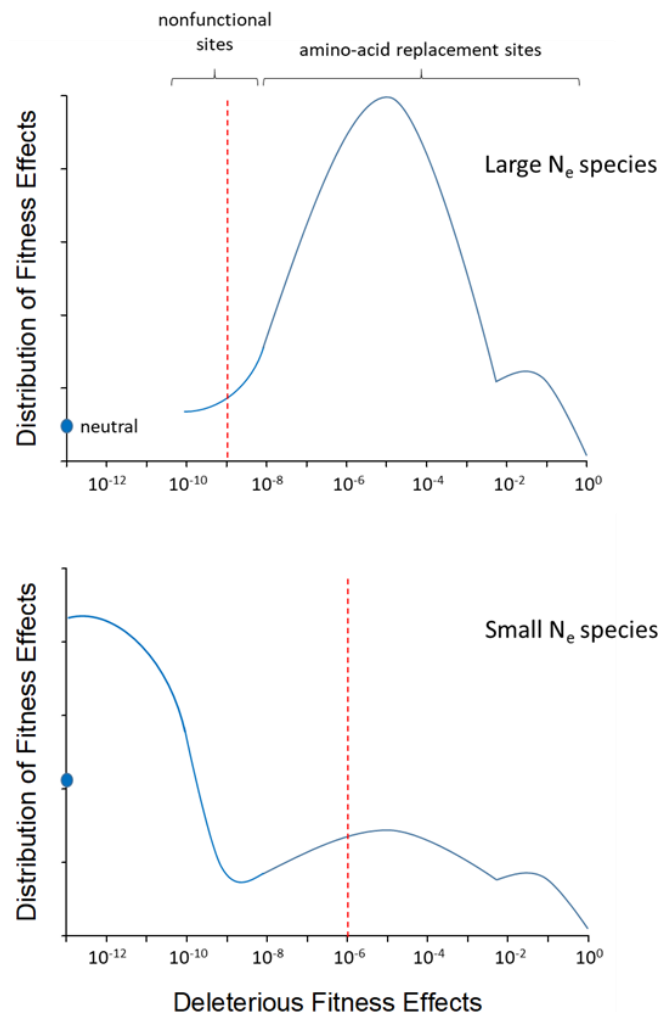 nonfunctional
sites
amino-acid replacement sites
Distribution of Fitness Effects
Large Nₑ species
neutral
10⁻¹² 10⁻¹⁰ 10⁻⁸ 10⁻⁶ 10⁻⁴ 10⁻² 10⁰
Distribution of Fitness Effects
Small Nₑ species
10⁻¹² 10⁻¹⁰ 10⁻⁸ 10⁻⁶ 10⁻⁴ 10⁻² 10⁰
Deleterious Fitness Effects